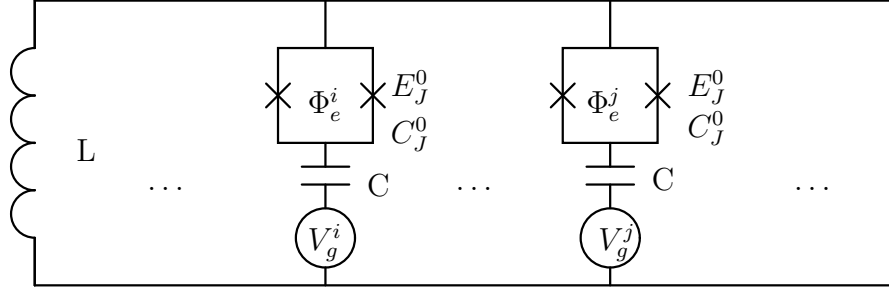 Φ_e^i E_J^0 Φ_e^j E_J^0
C_J^0 C_J^0
L
... C ... C ...
V_g^i V_g^j